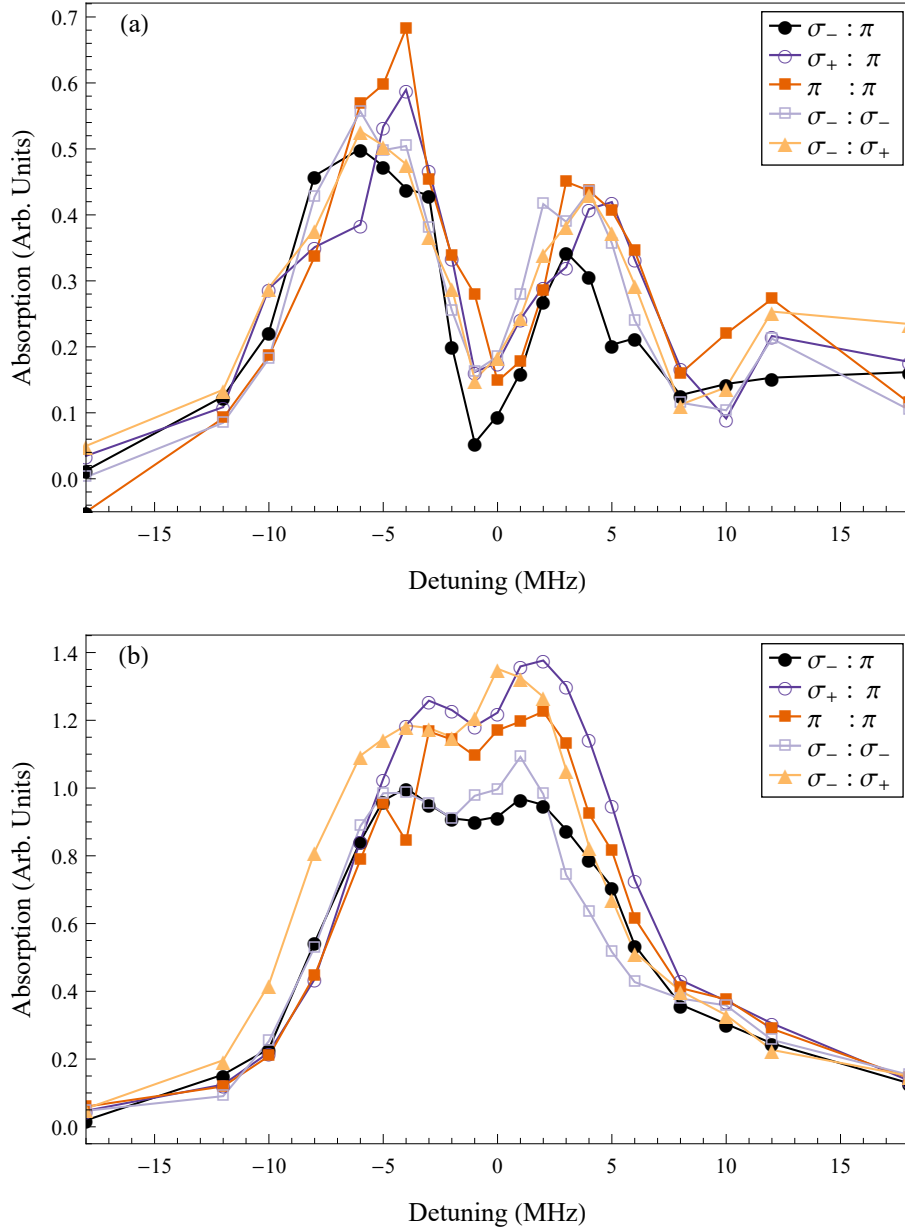 (a)
σ₋ : π
σ₊ : π
π : π
σ₋ : σ₋
σ₋ : σ₊
Absorption (Arb. Units)
0.7
0.6
0.5
0.4
0.3
0.2
0.1
0.0
−15 −10 −5 0 5 10 15
Detuning (MHz)
(b)
σ₋ : π
σ₊ : π
π : π
σ₋ : σ₋
σ₋ : σ₊
Absorption (Arb. Units)
1.4
1.2
1.0
0.8
0.6
0.4
0.2
0.0
−15 −10 −5 0 5 10 15
Detuning (MHz)